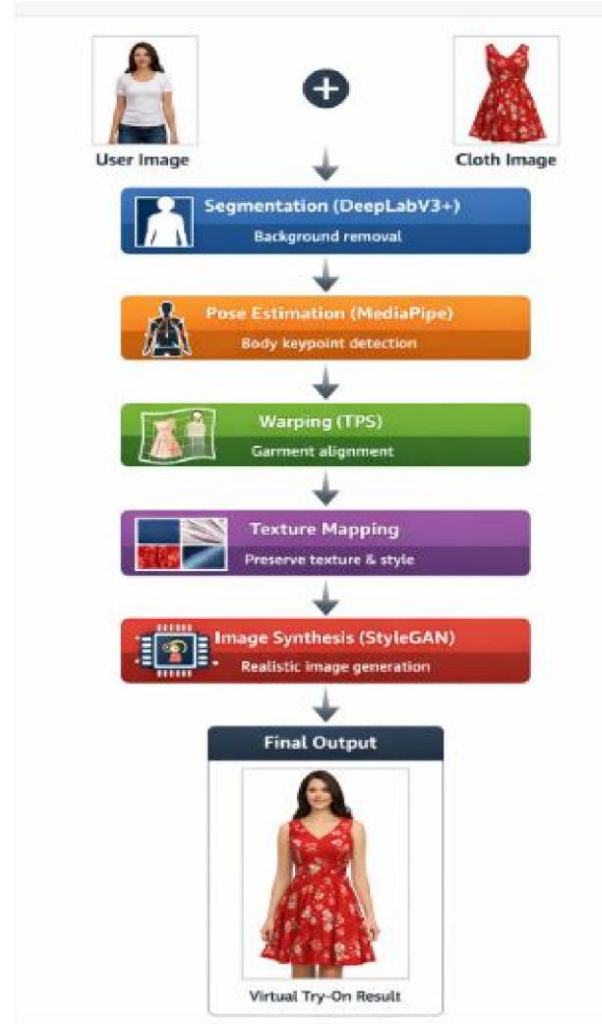 User Image
Cloth Image
Segmentation (DeepLabV3+)
Background removal
Pose Estimation (MediaPipe)
Body keypoint detection
Warping (TPS)
Garment alignment
Texture Mapping
Preserve texture & style
Image Synthesis (StyleGAN)
Realistic image generation
Final Output
Virtual Try-On Result